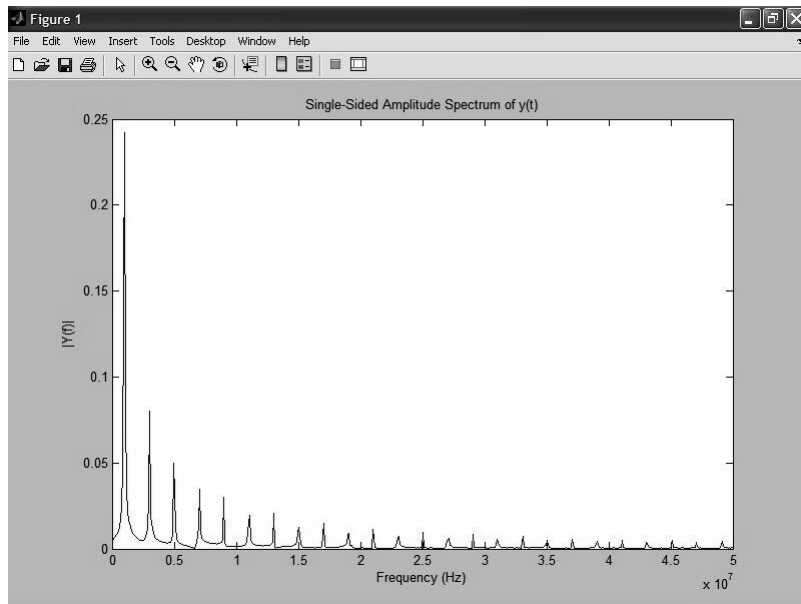 Figure 1
File Edit View Insert Tools Desktop Window Help
Single-Sided Amplitude Spectrum of y(t)
0.25
0.2
0.15
0.1
0.05
0
|Y(f)|
0 0.5 1 1.5 2 2.5 3 3.5 4 4.5 5
Frequency (Hz)
x 10^7